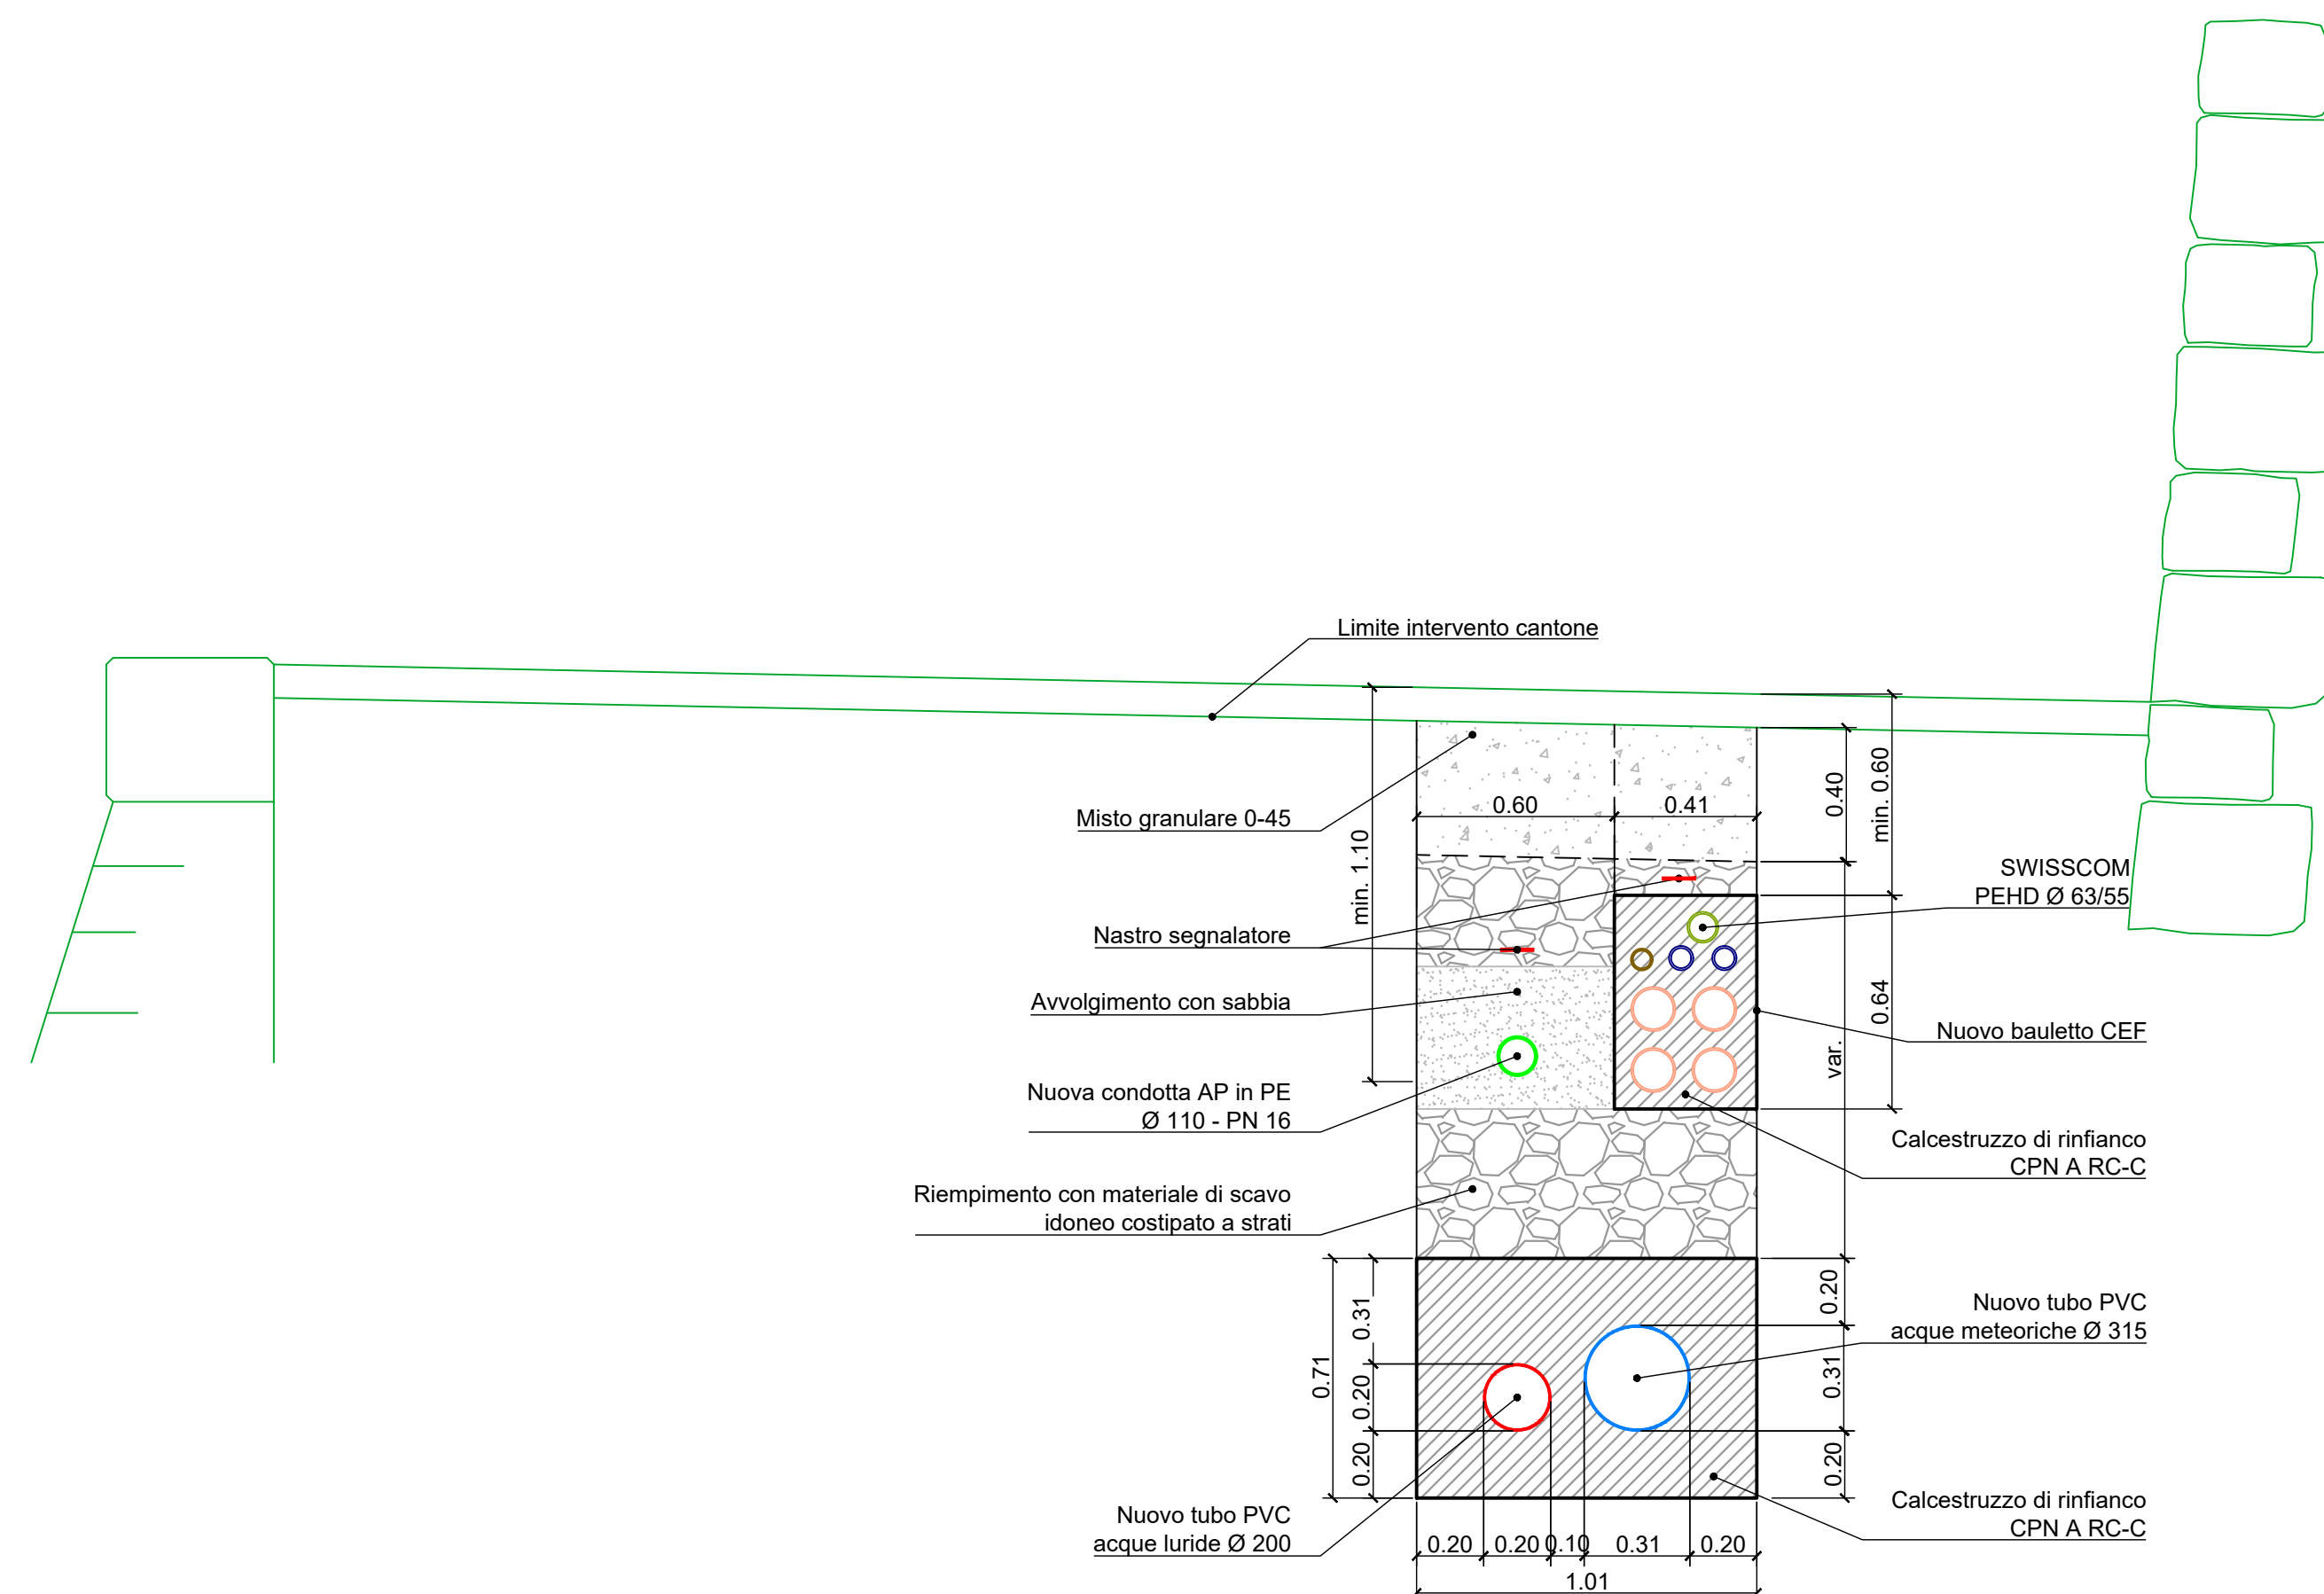 Limite intervento cantone
Misto granulare 0-45
0.60
0.41
0.40
min. 0.60
min. 1.10
SWISSCOM
PEHD Ø 63/55
Nastro segnalatore
Avvolgimento con sabbia
0.64
Nuovo bauletto CEF
var.
Nuova condotta AP in PE
Ø 110 - PN 16
Calcestruzzo di rinfianco
CPN A RC-C
Riempimento con materiale di scavo
idoneo costipato a strati
0.31
0.20
0.71
0.20
0.20
Nuovo tubo PVC
acque meteoriche Ø 315
0.31
0.20
Nuovo tubo PVC
acque luride Ø 200
Calcestruzzo di rinfianco
CPN A RC-C
0.20
0.20
0.10
0.31
0.20
1.01